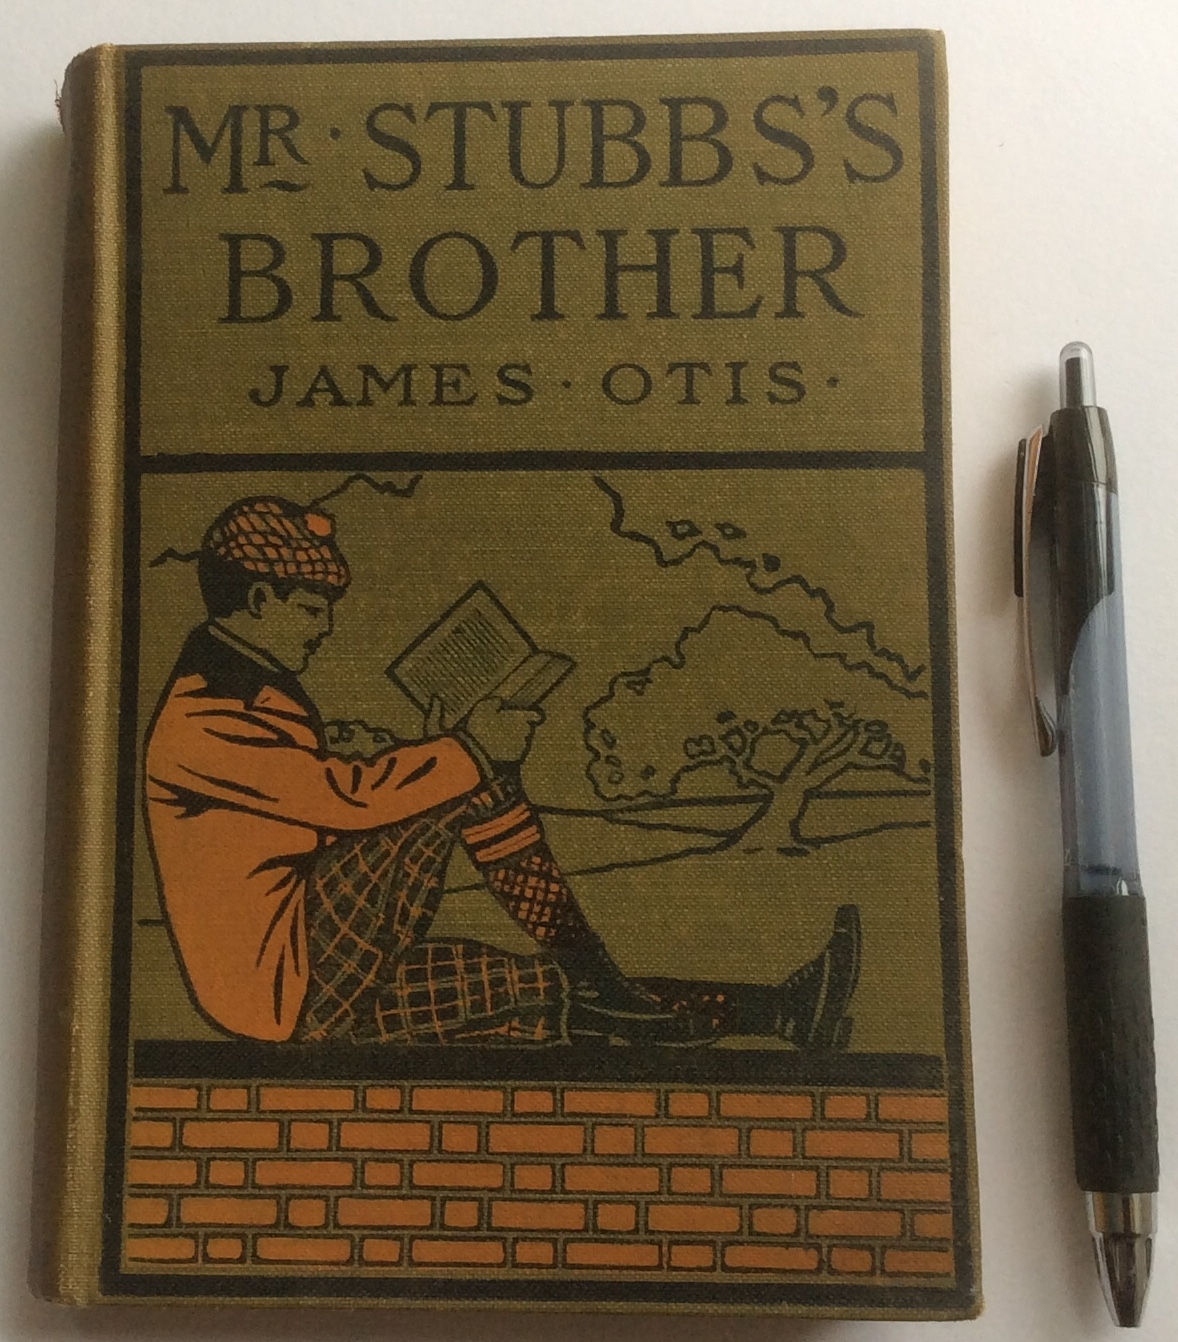 MR · STUBBS'S
BROTHER
JAMES · OTIS ·